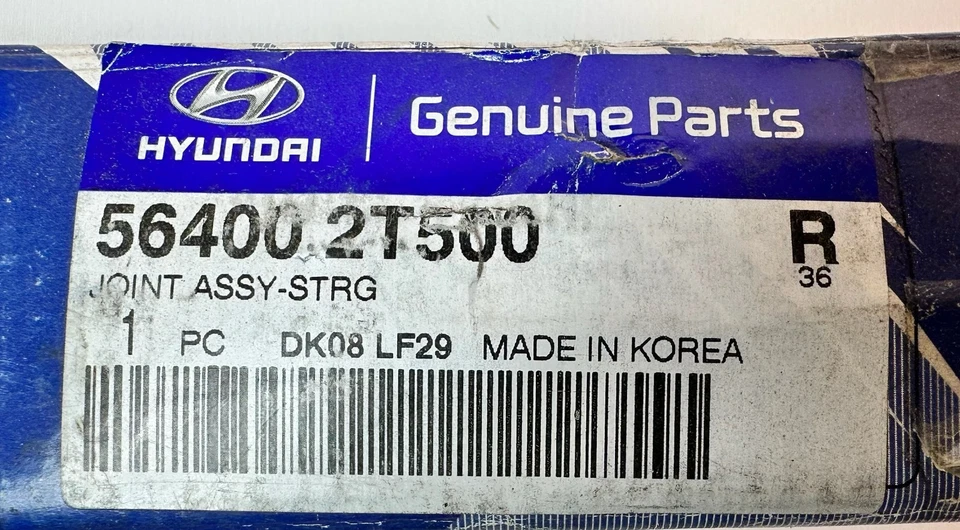 HYUNDAI
Genuine Parts
56400 2T500 R
36
JOINT ASSY-STRG
1 PC DK08 LF29 MADE IN KOREA